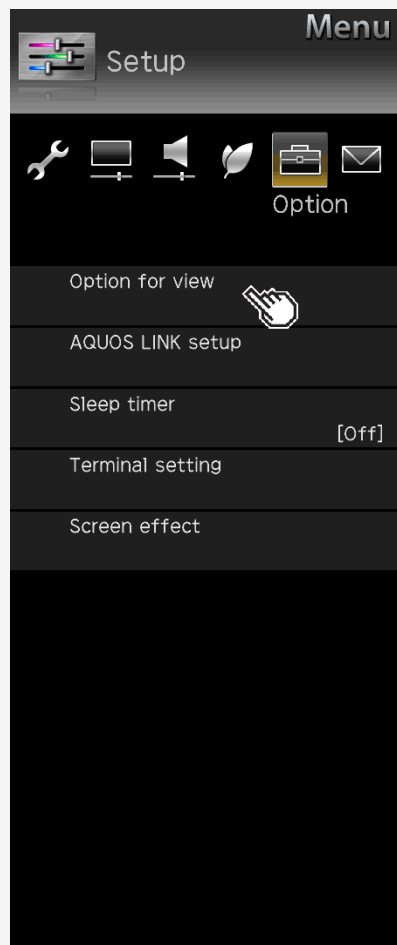 Menu
Setup
Option
Option for view
AQUOS LINK setup
Sleep timer
[Off]
Terminal setting
Screen effect